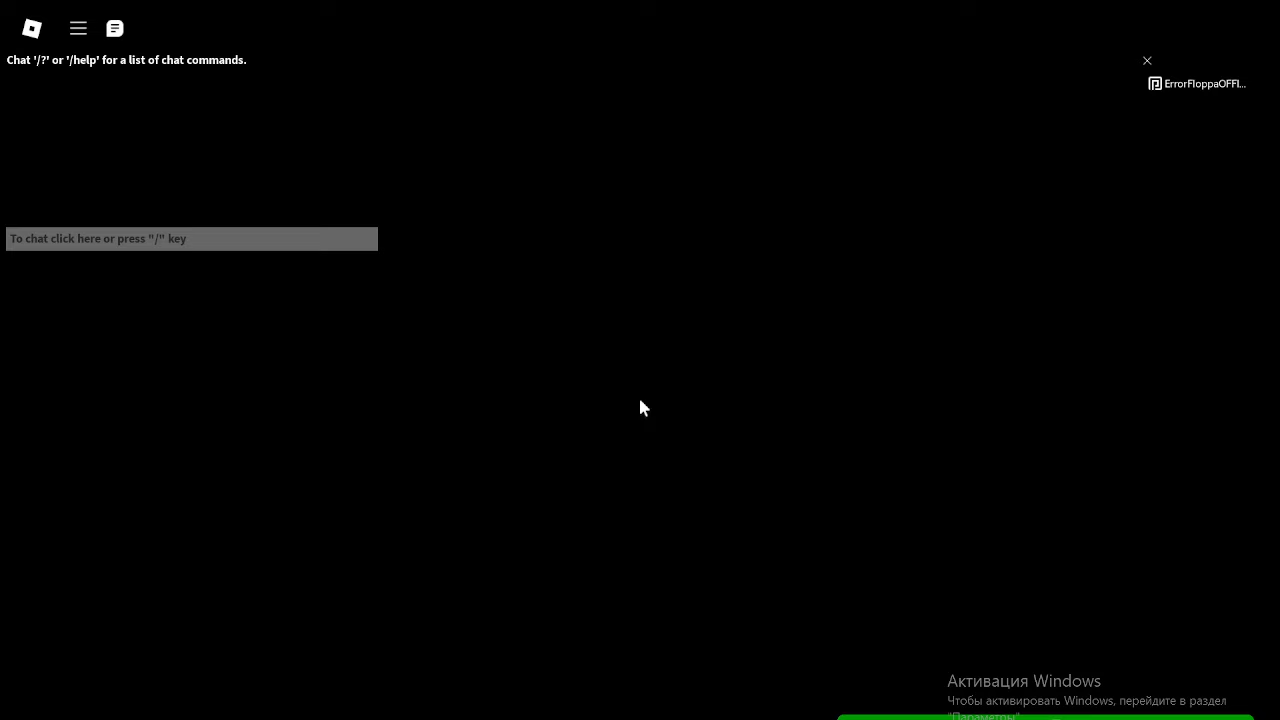 Chat '/?' or '/help' for a list of chat commands.
ErrorFloppaOFFI...
To chat click here or press "/" key
Активация Windows
Чтобы активировать Windows, перейдите в раздел
"Параметры".